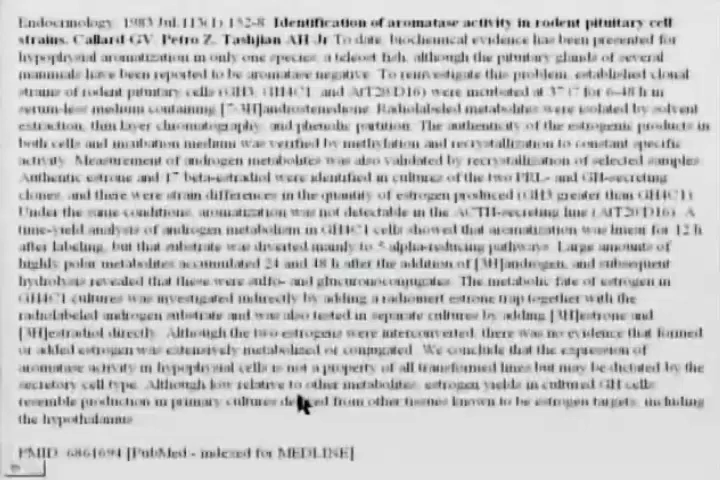 Endocrinology. 1983 Jul;113(1):152-8. Identification of aromatase activity in rodent pituitary cell
strains. Callard GV, Petro Z, Tashjian AH Jr To date, biochemical evidence has been presented for
hypophysial aromatization in only one species, a teleost fish, although the pituitary glands of several
mammals have been reported to be aromatase negative. To reinvestigate this problem, established clonal
strains of rodent pituitary cells (GH3, GH4C1, and AtT20/D16) were incubated at 37 C for 6-48 h in
serum-less medium containing [7-3H]androstenedione. Radiolabeled metabolites were isolated by solvent
extraction, thin layer chromatography, and phenolic partition. The authenticity of the estrogenic products in
both cells and incubation medium was verified by methylation and recrystallization to constant specific
activity. Measurement of androgen metabolites was also validated by recrystallization of selected samples.
Authentic estrone and 17 beta-estradiol were identified in cultures of the two PRL- and GH-secreting
clones, and there were strain differences in the quantity of estrogen produced (GH3 greater than GH4C1).
Under the same conditions, aromatization was not detectable in the ACTH-secreting line (AtT20/D16). A
time-yield analysis of androgen metabolism in GH4C1 cells showed that aromatization was linear for 12 h
after labeling, but that substrate was diverted mainly to 5 alpha-reducing pathways. Large amounts of
highly polar metabolites accumulated 24 and 48 h after the addition of [3H]androgen, and subsequent
hydrolysis revealed that these were sulfo- and glucuronoconjugates. The metabolic fate of estrogen in
GH4C1 cultures was investigated indirectly by adding a radioinert estrone trap together with the
radiolabeled androgen substrate and was also tested in separate cultures by adding [3H]estrone and
[3H]estradiol directly. Although the two estrogens were interconverted, there was no evidence that formed
or added estrogen was extensively metabolized or conjugated. We conclude that the expression of
aromatase activity in hypophysial cells is not a property of all transformed lines but may be dictated by the
secretory cell type. Although low relative to other metabolites, estrogen yields in cultured GH cells
resemble production in primary cultures derived from other tissues known to be estrogen targets, including
the hypothalamus.
PMID: 6861694 [PubMed - indexed for MEDLINE]